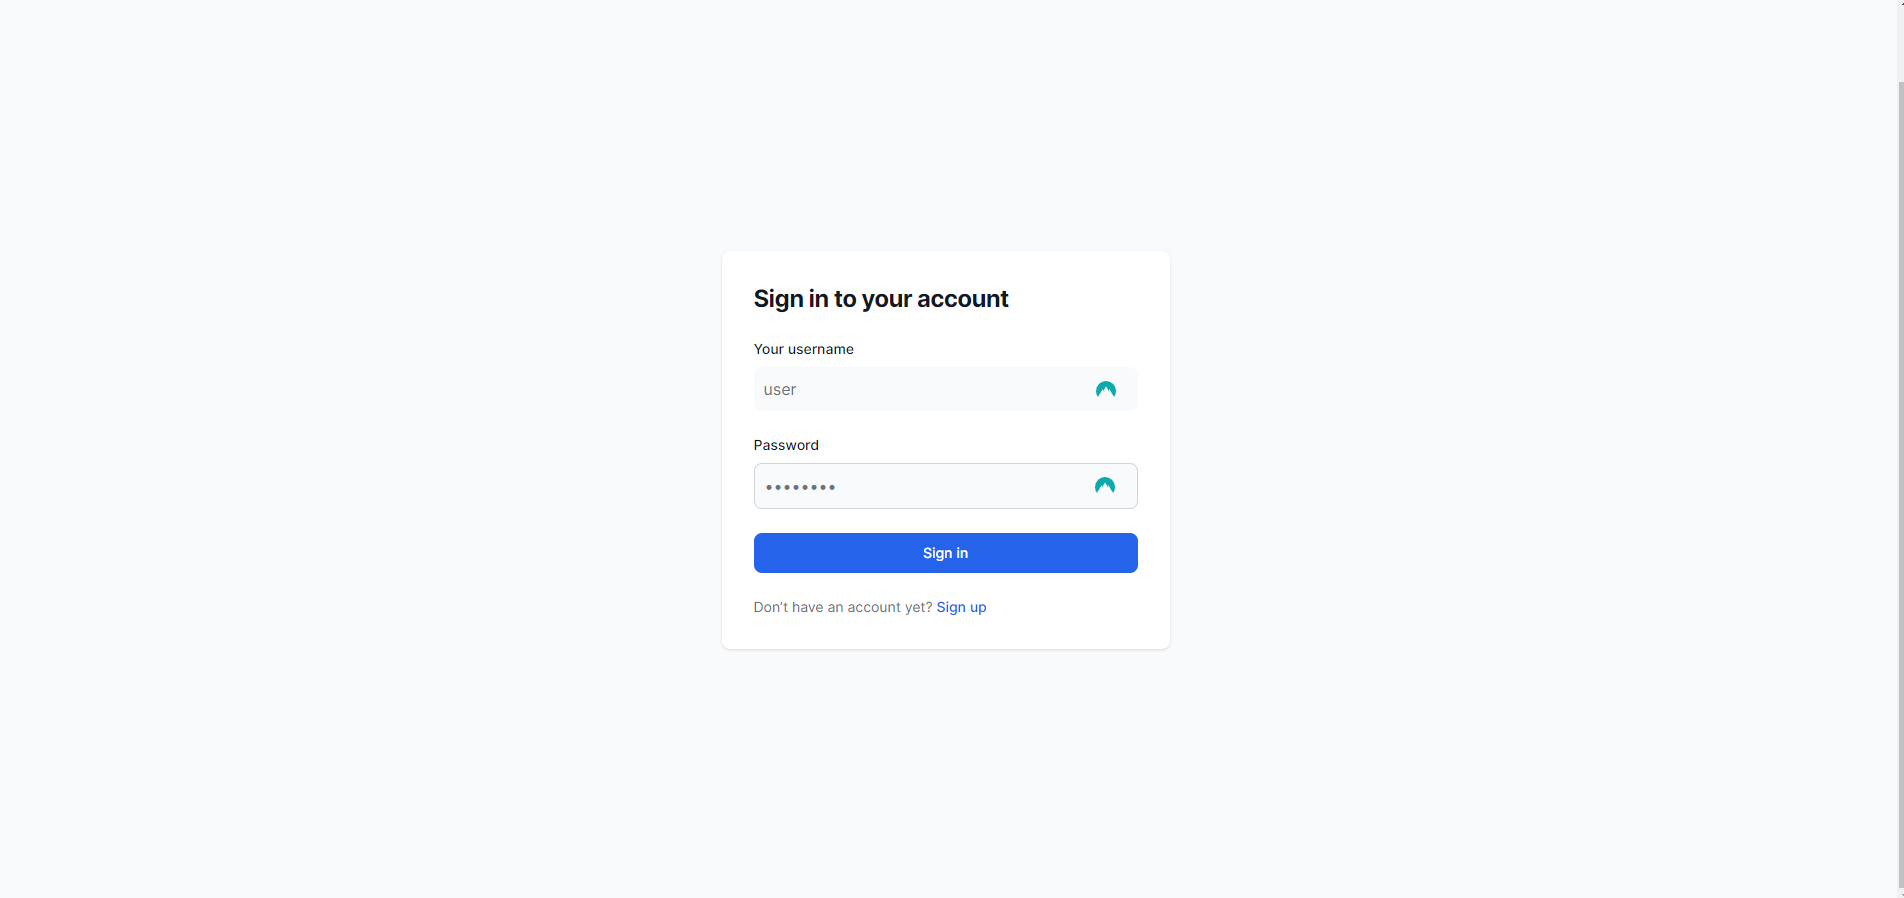 Sign in to your account
Your username
user
Password
••••••••
Sign in
Don’t have an account yet? Sign up